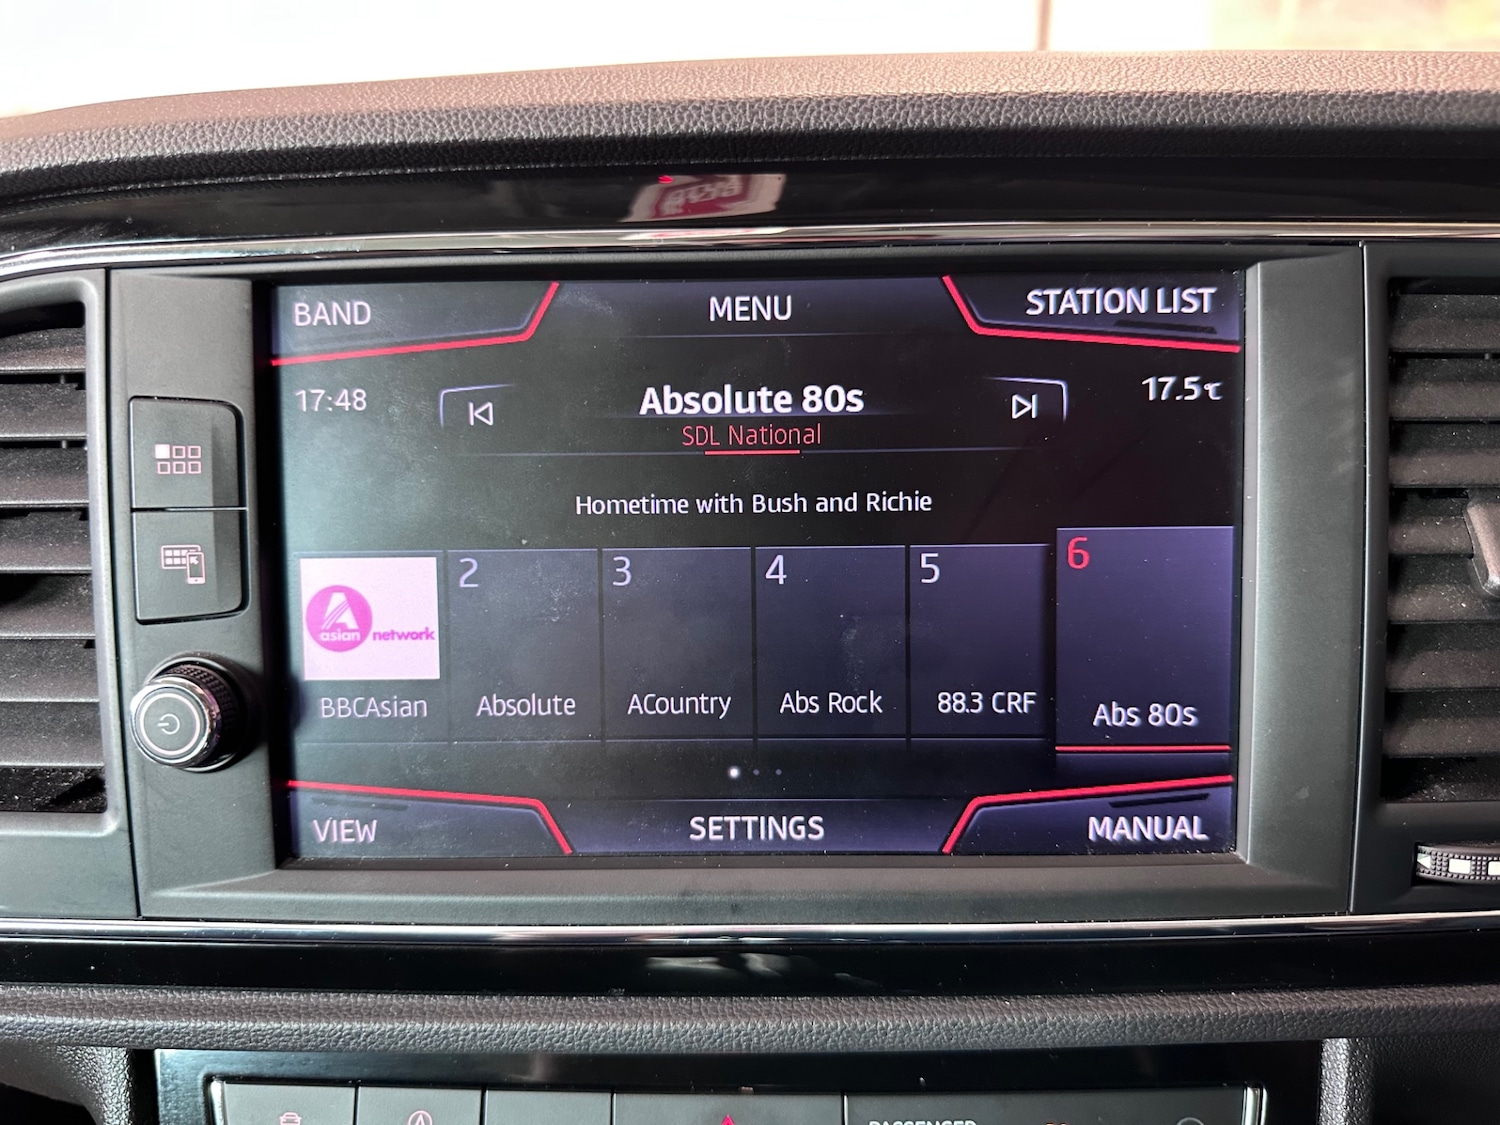 BAND
MENU
STATION LIST
17:48
Absolute 80s
17.5℃
SDL National
Hometime with Bush and Richie
2
3
4
5
6
A
asian network
BBCAsian
Absolute
ACountry
Abs Rock
88.3 CRF
Abs 80s
VIEW
SETTINGS
MANUAL
PASSENGER